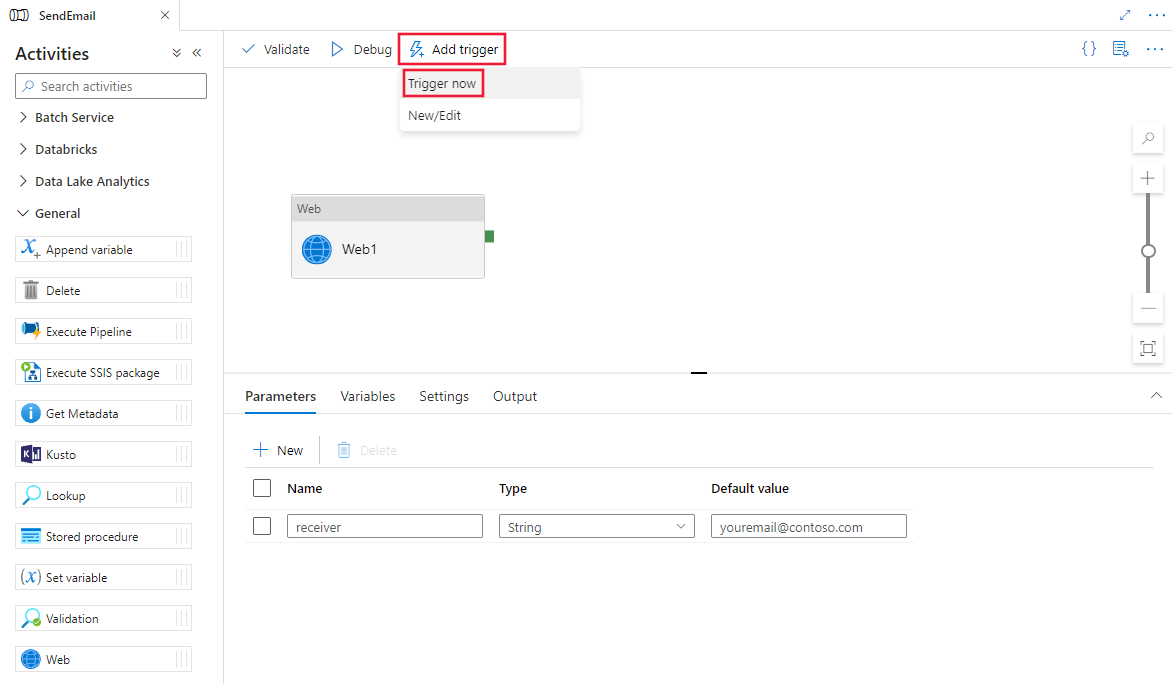 SendEmail
Activities
Search activities
Batch Service
Databricks
Data Lake Analytics
General
Append variable
Delete
Execute Pipeline
Execute SSIS package
Get Metadata
Kusto
Lookup
Stored procedure
Set variable
Validation
Web
Validate Debug Add trigger
Trigger now
New/Edit
Web
Web1
Parameters Variables Settings Output
New Delete
Name Type Default value
receiver String youremail@contoso.com